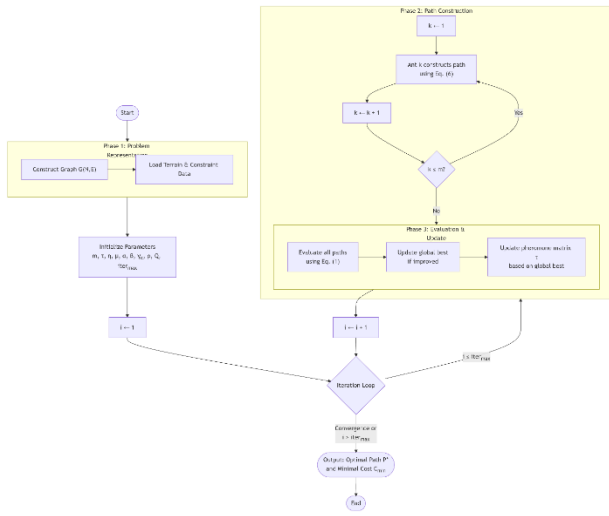 Phase 2: Path Construction
k ← 1
Ant k constructs path
using Eq. (6)
k ← k + 1
Yes
No
Start
Phase 1: Problem
Construct Graph G(V,E)
Load Terrain & Constraint
Data
Phase 3: Evaluation &
Update
Evaluate all paths
using Eq. (1)
Update global best
if improved
Update pheromone matrix
τ
based on global best
Initialize Parameters
i ← 1
i ← i + 1
Iteration Loop
i ≤ Iter_max
Convergence or
i > Iter_max
Output: Optimal Path P*
and Minimal Cost
End